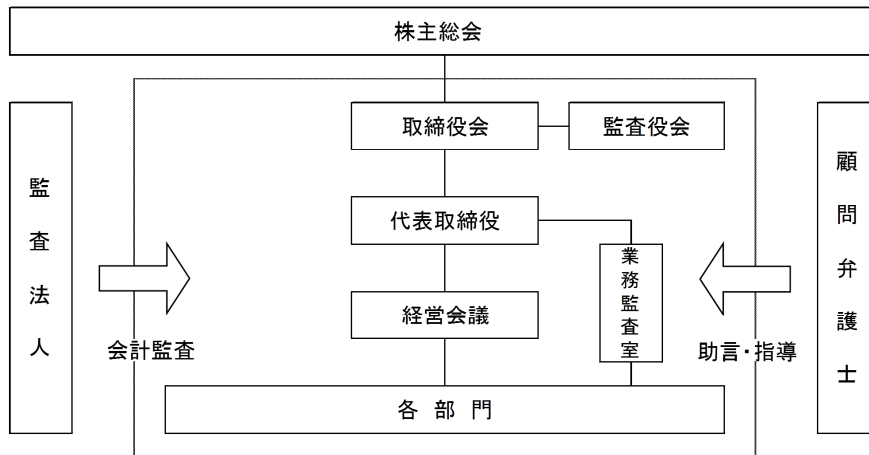 株主総会
取締役会
監査役会
監査法人
顧問弁護士
代表取締役
業務監査室
経営会議
会計監査
助言・指導
各部門